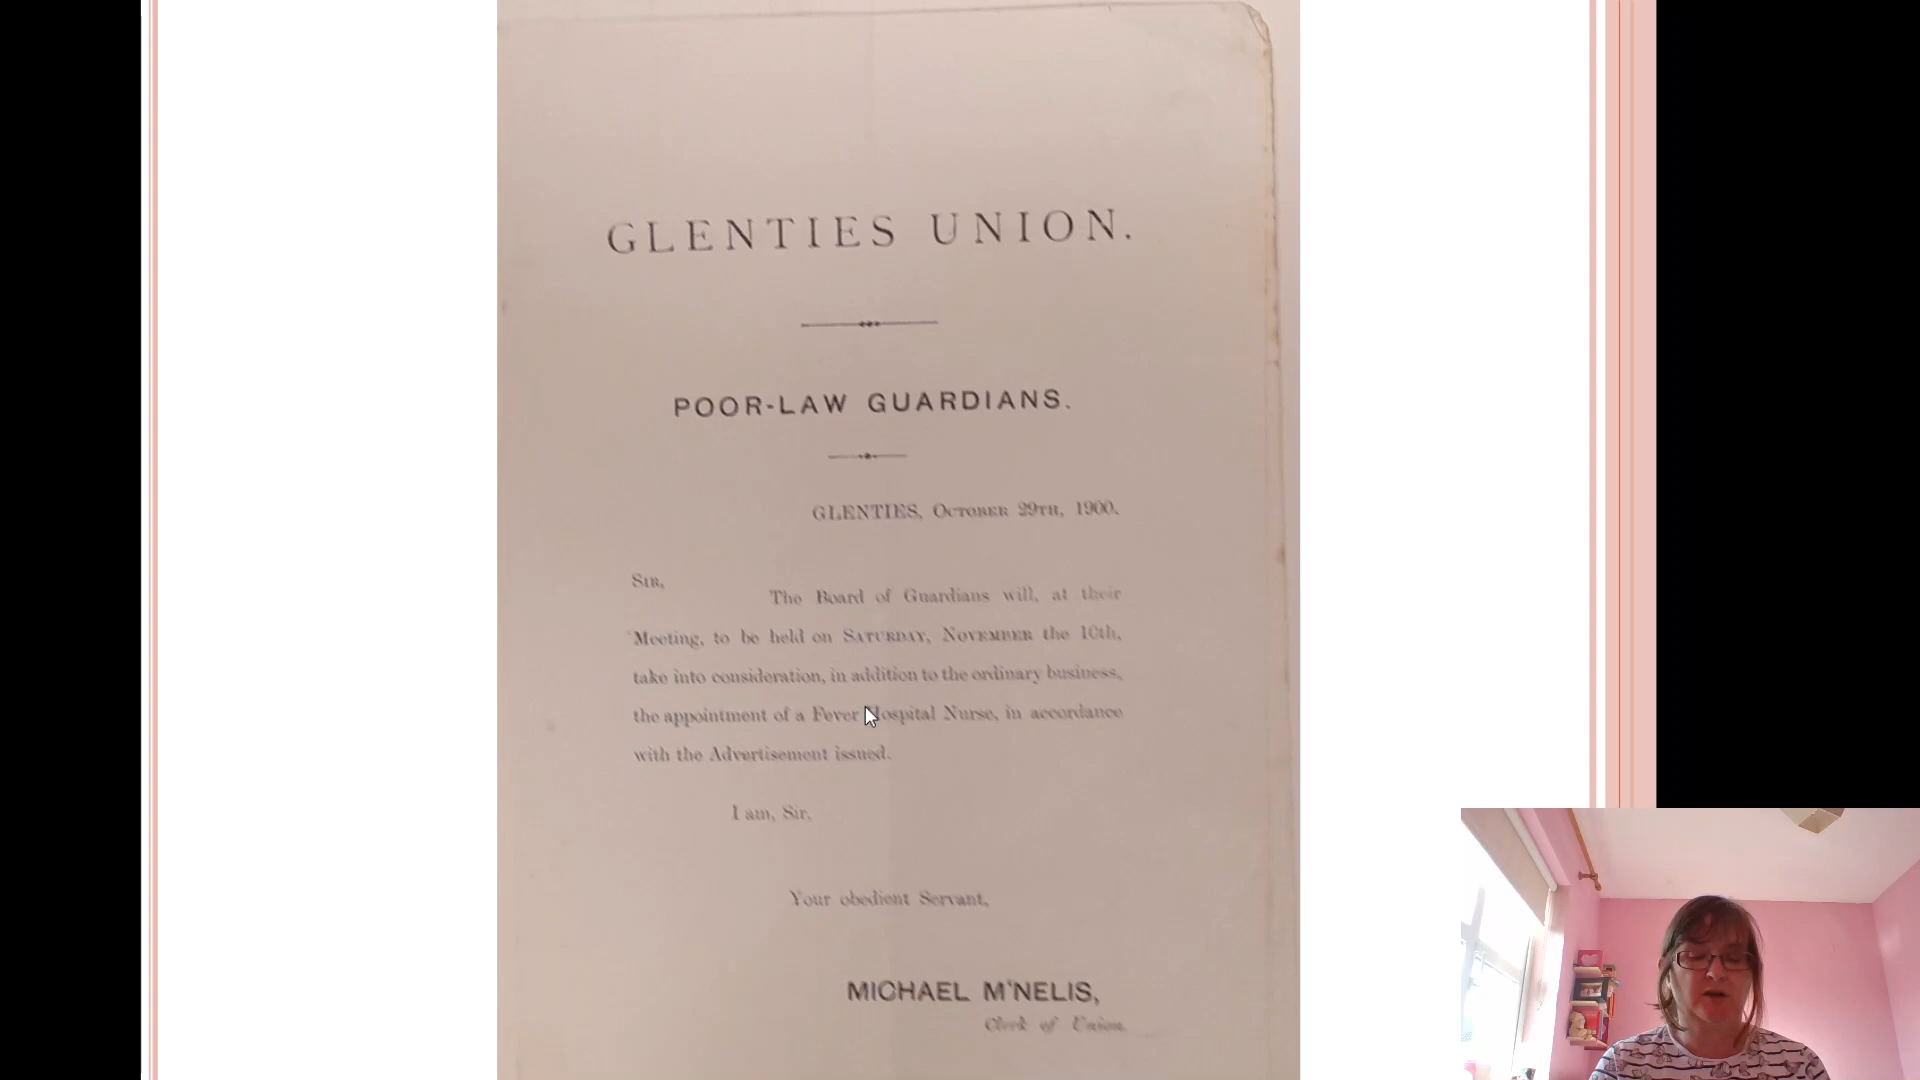 GLENTIES UNION.
POOR-LAW GUARDIANS.
GLENTIES, OCTOBER 29TH, 1900.
SIR,
The Board of Guardians will, at their
Meeting, to be held on SATURDAY, NOVEMBER the 10th,
take into consideration, in addition to the ordinary business,
the appointment of a Fever Hospital Nurse, in accordance
with the Advertisement issued.
I am, Sir,
Your obedient Servant,
MICHAEL M'NELIS,
Clerk of Union.